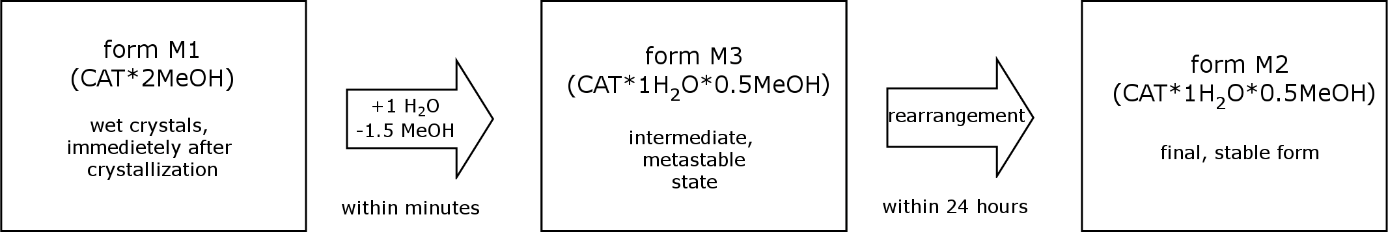 form M1
(CAT*2MeOH)
wet crystals,
immedietely after
crystallization
+1 H₂O
-1.5 MeOH
within minutes
form M3
(CAT*1H₂O*0.5MeOH)
intermediate,
metastable
state
rearrangement
within 24 hours
form M2
(CAT*1H₂O*0.5MeOH)
final, stable form